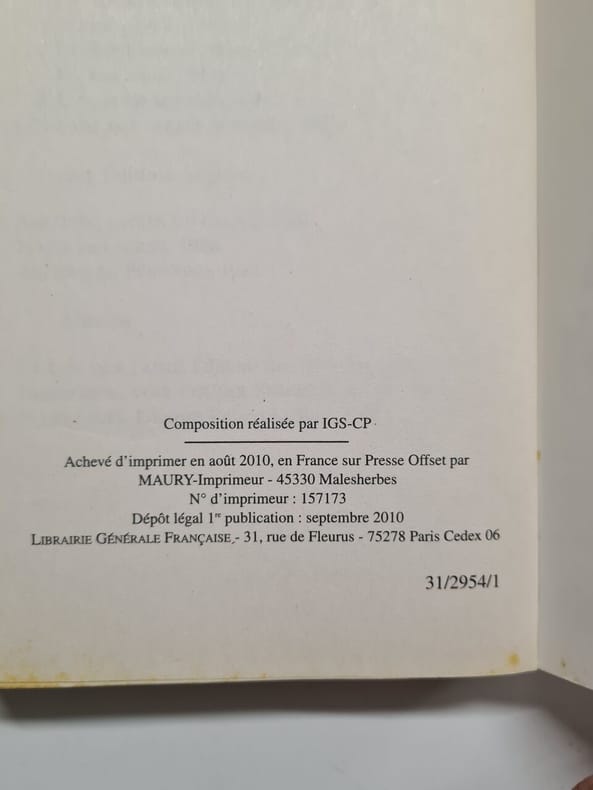 Composition réalisée par IGS-CP
Achevé d'imprimer en août 2010, en France sur Presse Offset par
MAURY-Imprimeur - 45330 Malesherbes
N° d'imprimeur : 157173
Dépôt légal 1re publication : septembre 2010
LIBRAIRIE GÉNÉRALE FRANÇAISE - 31, rue de Fleurus - 75278 Paris Cedex 06
31/2954/1